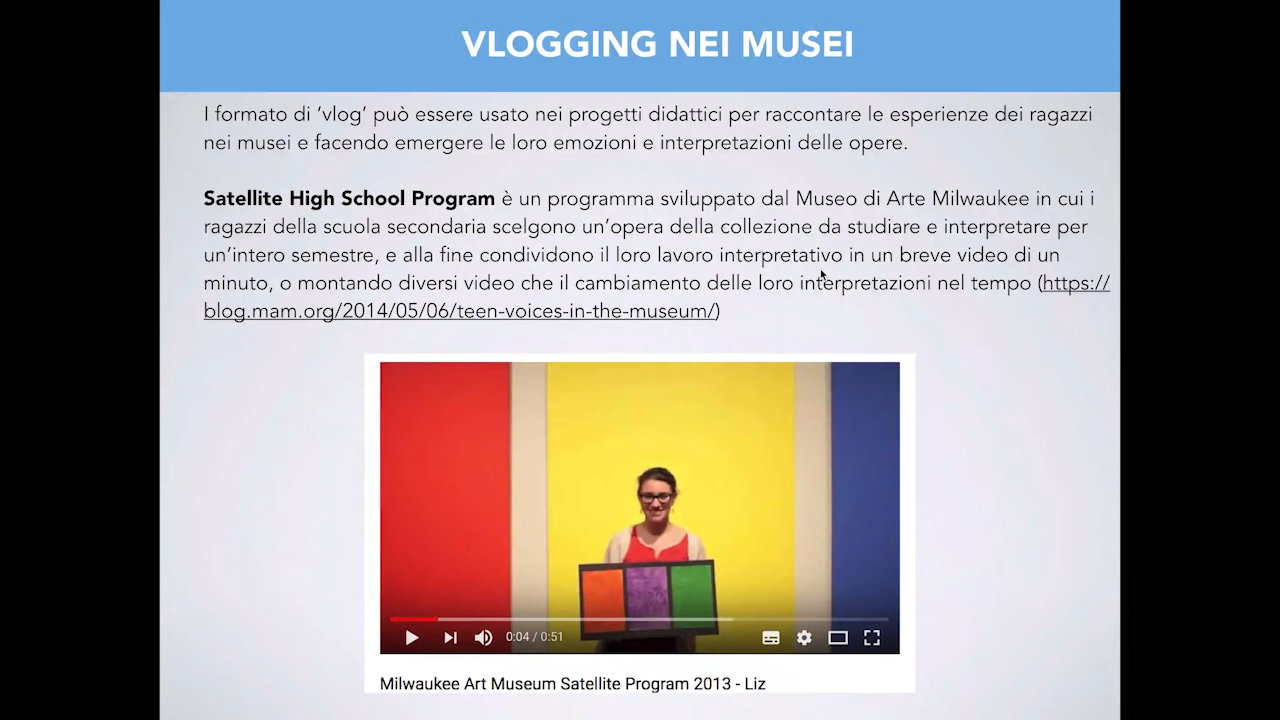 VLOGGING NEI MUSEI
I formato di ‘vlog’ può essere usato nei progetti didattici per raccontare le esperienze dei ragazzi
nei musei e facendo emergere le loro emozioni e interpretazioni delle opere.
Satellite High School Program è un programma sviluppato dal Museo di Arte Milwaukee in cui i
ragazzi della scuola secondaria scelgono un’opera della collezione da studiare e interpretare per
un’intero semestre, e alla fine condividono il loro lavoro interpretativo in un breve video di un
minuto, o montando diversi video che il cambiamento delle loro interpretazioni nel tempo (https://
blog.mam.org/2014/05/06/teen-voices-in-the-museum/)
0:04 / 0:51
Milwaukee Art Museum Satellite Program 2013 - Liz